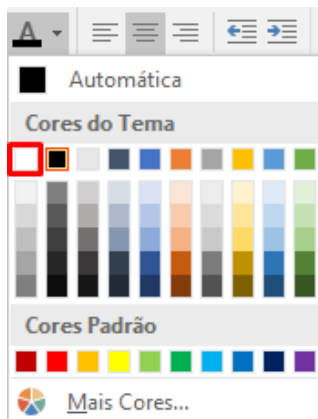 A
Automática
Cores do Tema
Cores Padrão
Mais Cores...